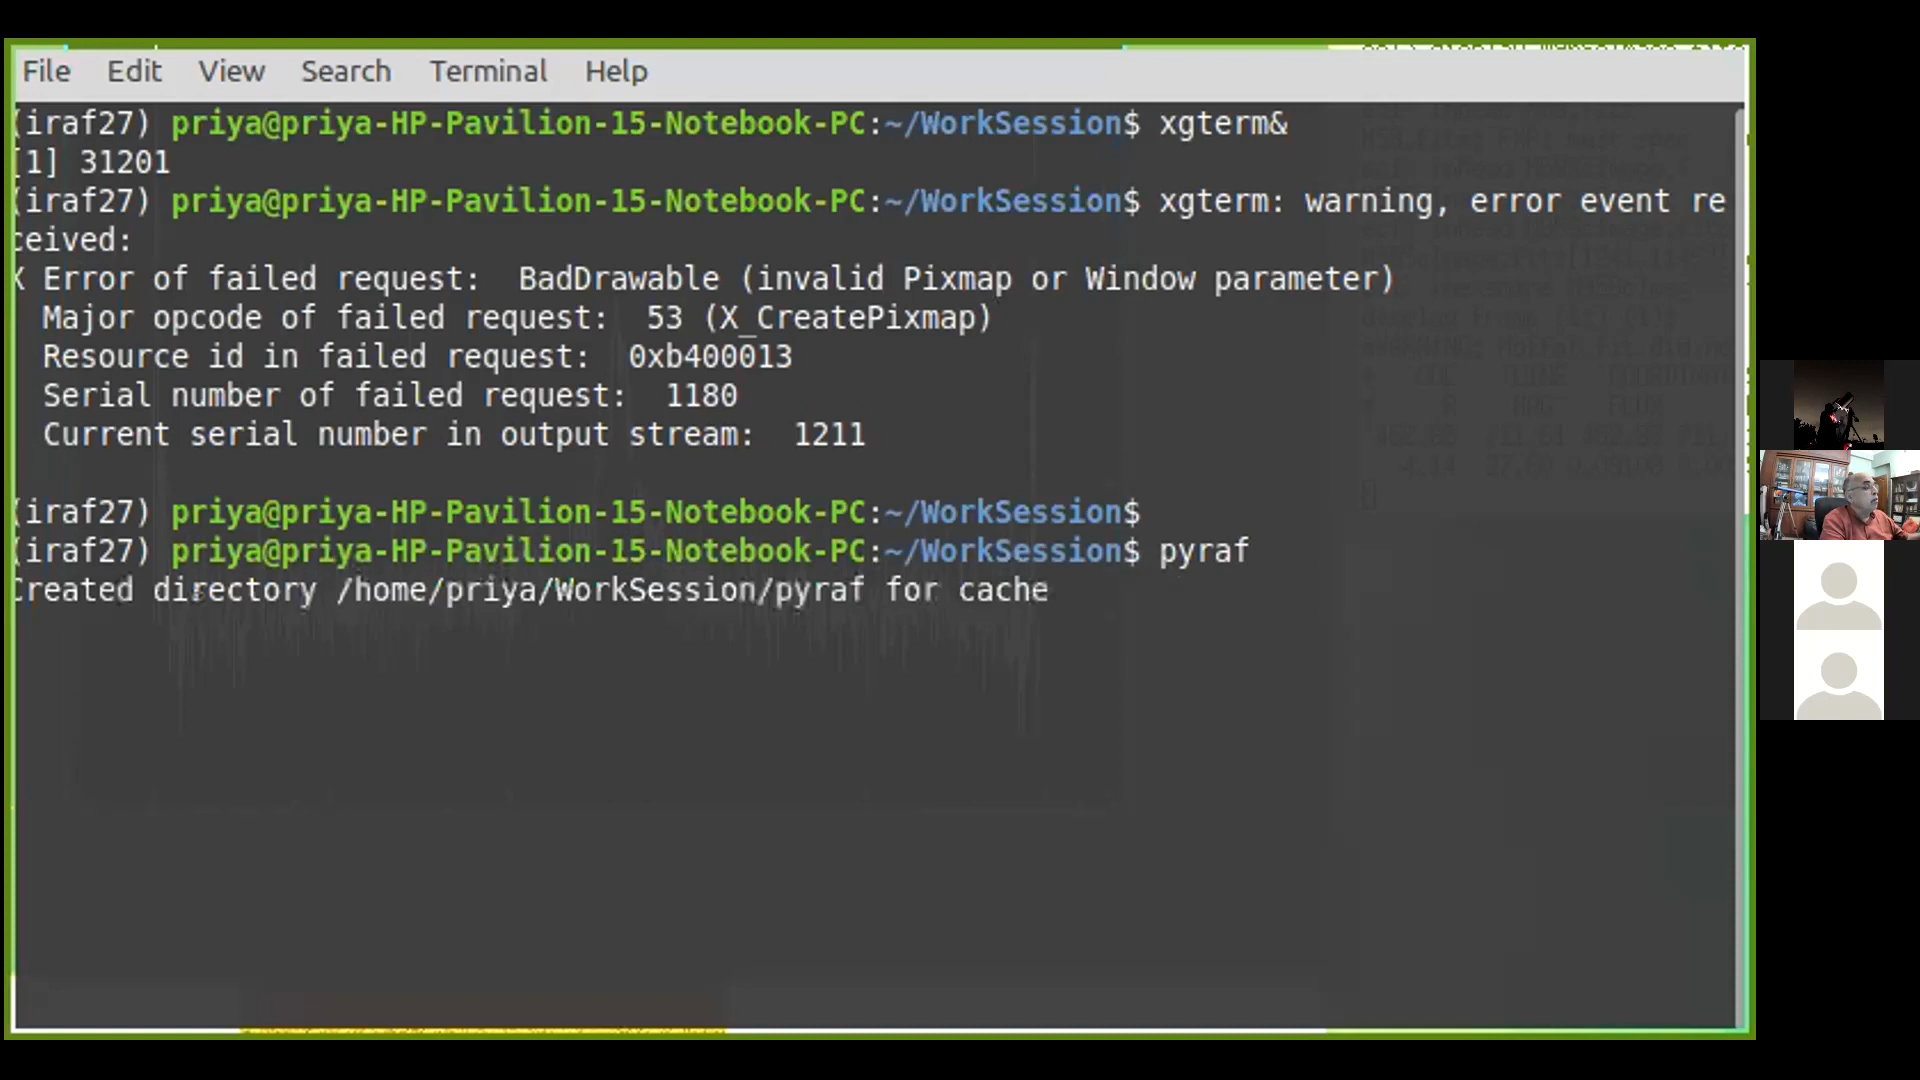 File Edit View Search Terminal Help
(iraf27) priya@priya-HP-Pavilion-15-Notebook-PC:~/WorkSession$ xgterm&
[1] 31201
(iraf27) priya@priya-HP-Pavilion-15-Notebook-PC:~/WorkSession$ xgterm: warning, error event re
ceived:
X Error of failed request:  BadDrawable (invalid Pixmap or Window parameter)
  Major opcode of failed request:  53 (X_CreatePixmap)
  Resource id in failed request:  0xb400013
  Serial number of failed request:  1180
  Current serial number in output stream:  1211
(iraf27) priya@priya-HP-Pavilion-15-Notebook-PC:~/WorkSession$
(iraf27) priya@priya-HP-Pavilion-15-Notebook-PC:~/WorkSession$ pyraf
Created directory /home/priya/WorkSession/pyraf for cache